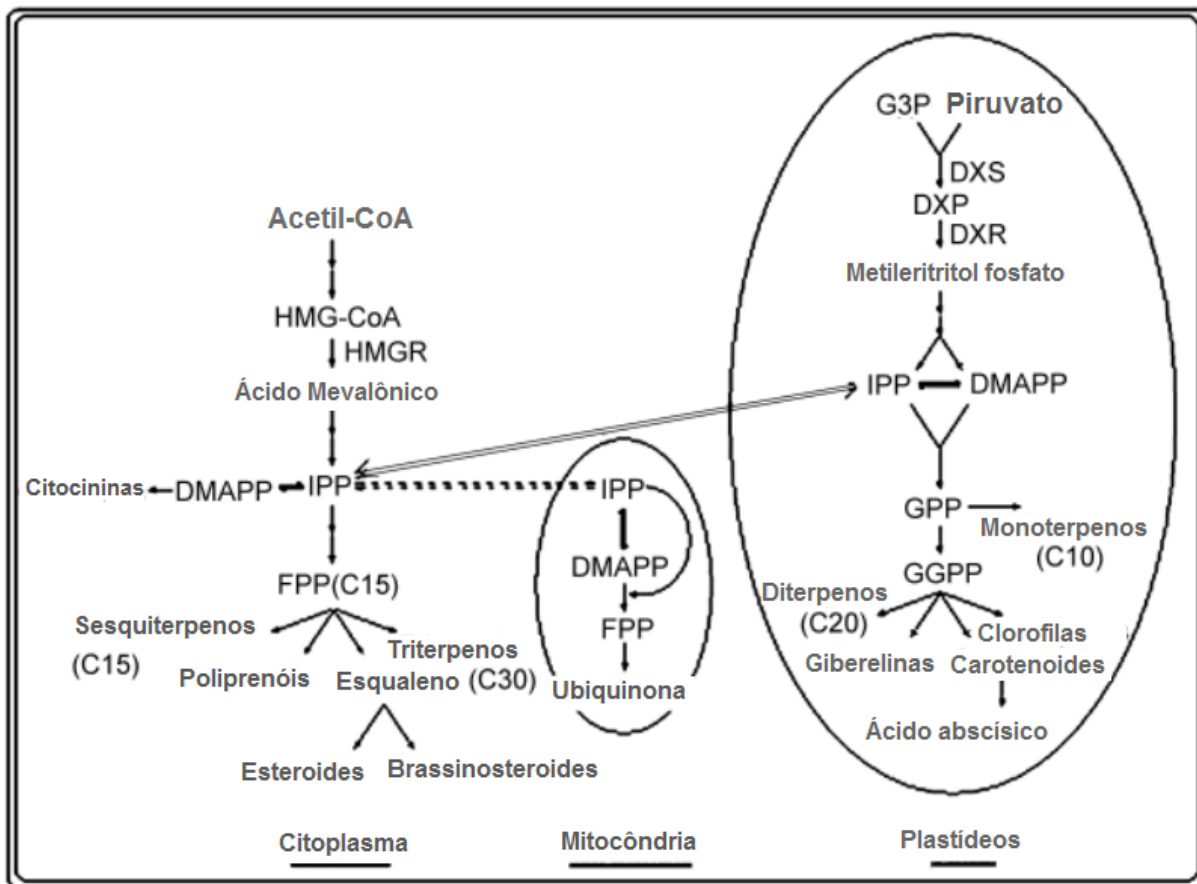 G3P Piruvato
DXS
DXP
DXR
Metileritritol fosfato
IPP DMAPP
GPP
Monoterpenos
(C10)
GGPP
Diterpenos
(C20)
Clorofilas
Giberelinas Carotenoides
Ácido abscísico
Plastídeos
Acetil-CoA
HMG-CoA
HMGR
Ácido Mevalônico
Citocininas DMAPP IPP
FPP(C15)
Sesquiterpenos
(C15)
Poliprenóis
Triterpenos
Esqualeno (C30)
Esteroides Brassinosteroides
Citoplasma
IPP
DMAPP
FPP
Ubiquinona
Mitocôndria